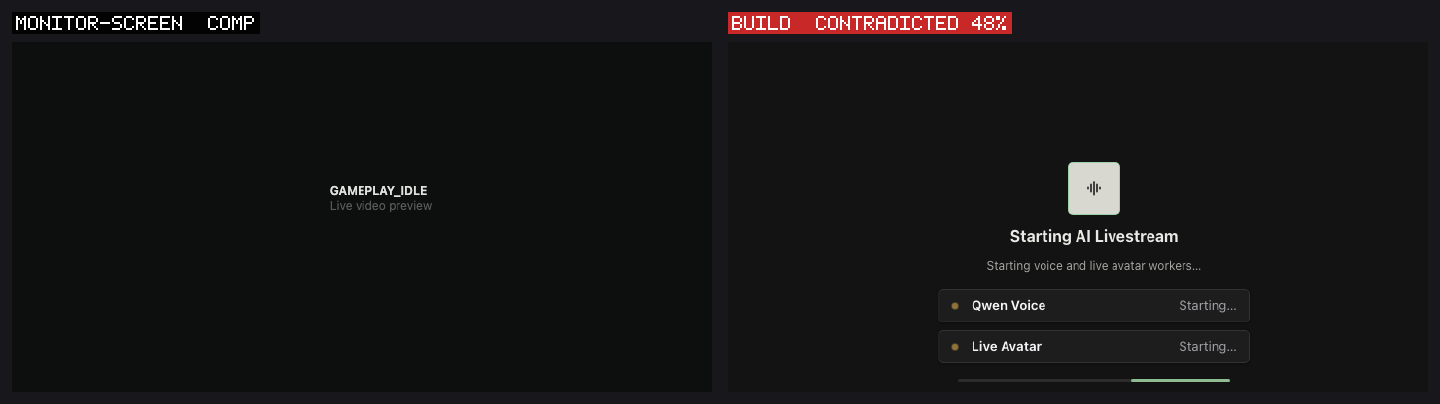 MONITOR-SCREEN COMP
GAMEPLAY_IDLE
Live video preview
BUILD CONTRADICTED 48%
Starting AI Livestream
Starting voice and live avatar workers...
Qwen Voice Starting...
Live Avatar Starting...